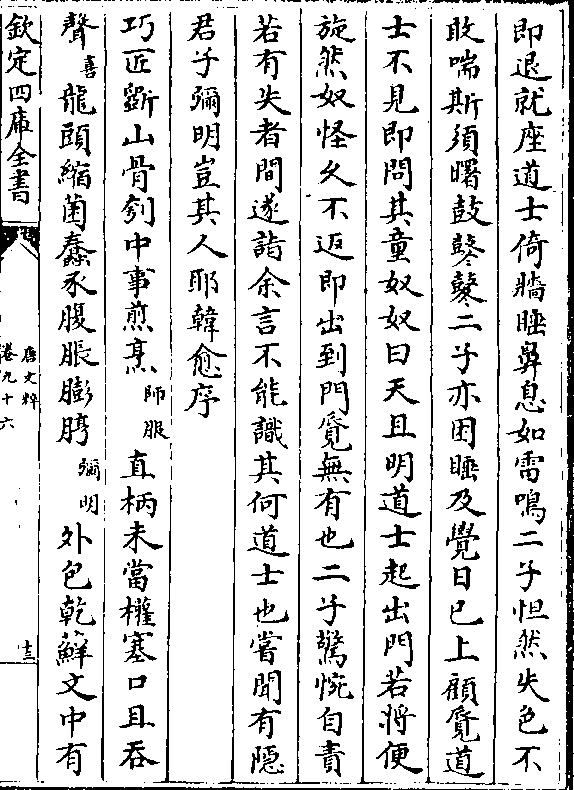 即退就座道士倚牆睡鼻息如雷鳴二子怛然失色不
敢喘斯須曙鼓鼕鼕二子亦困睡及覺日已上顧覓道
士不見即問其童奴奴曰天且明道士起出門若將便
旋然奴怪久不返即出到門覓無有也二子驚惋自責
若有失者間遂詣余言不能識其何道士也嘗聞有隠
君子彌明豈其人耶韓愈序
巧匠斵山骨刳中事煎烹師服直柄未當權塞口且吞
聲喜龍頭縮菌蠢豕腹脹膨脝彌明外包乾蘚文中有
欽定四庫全書
唐文粹
卷九十六
十三